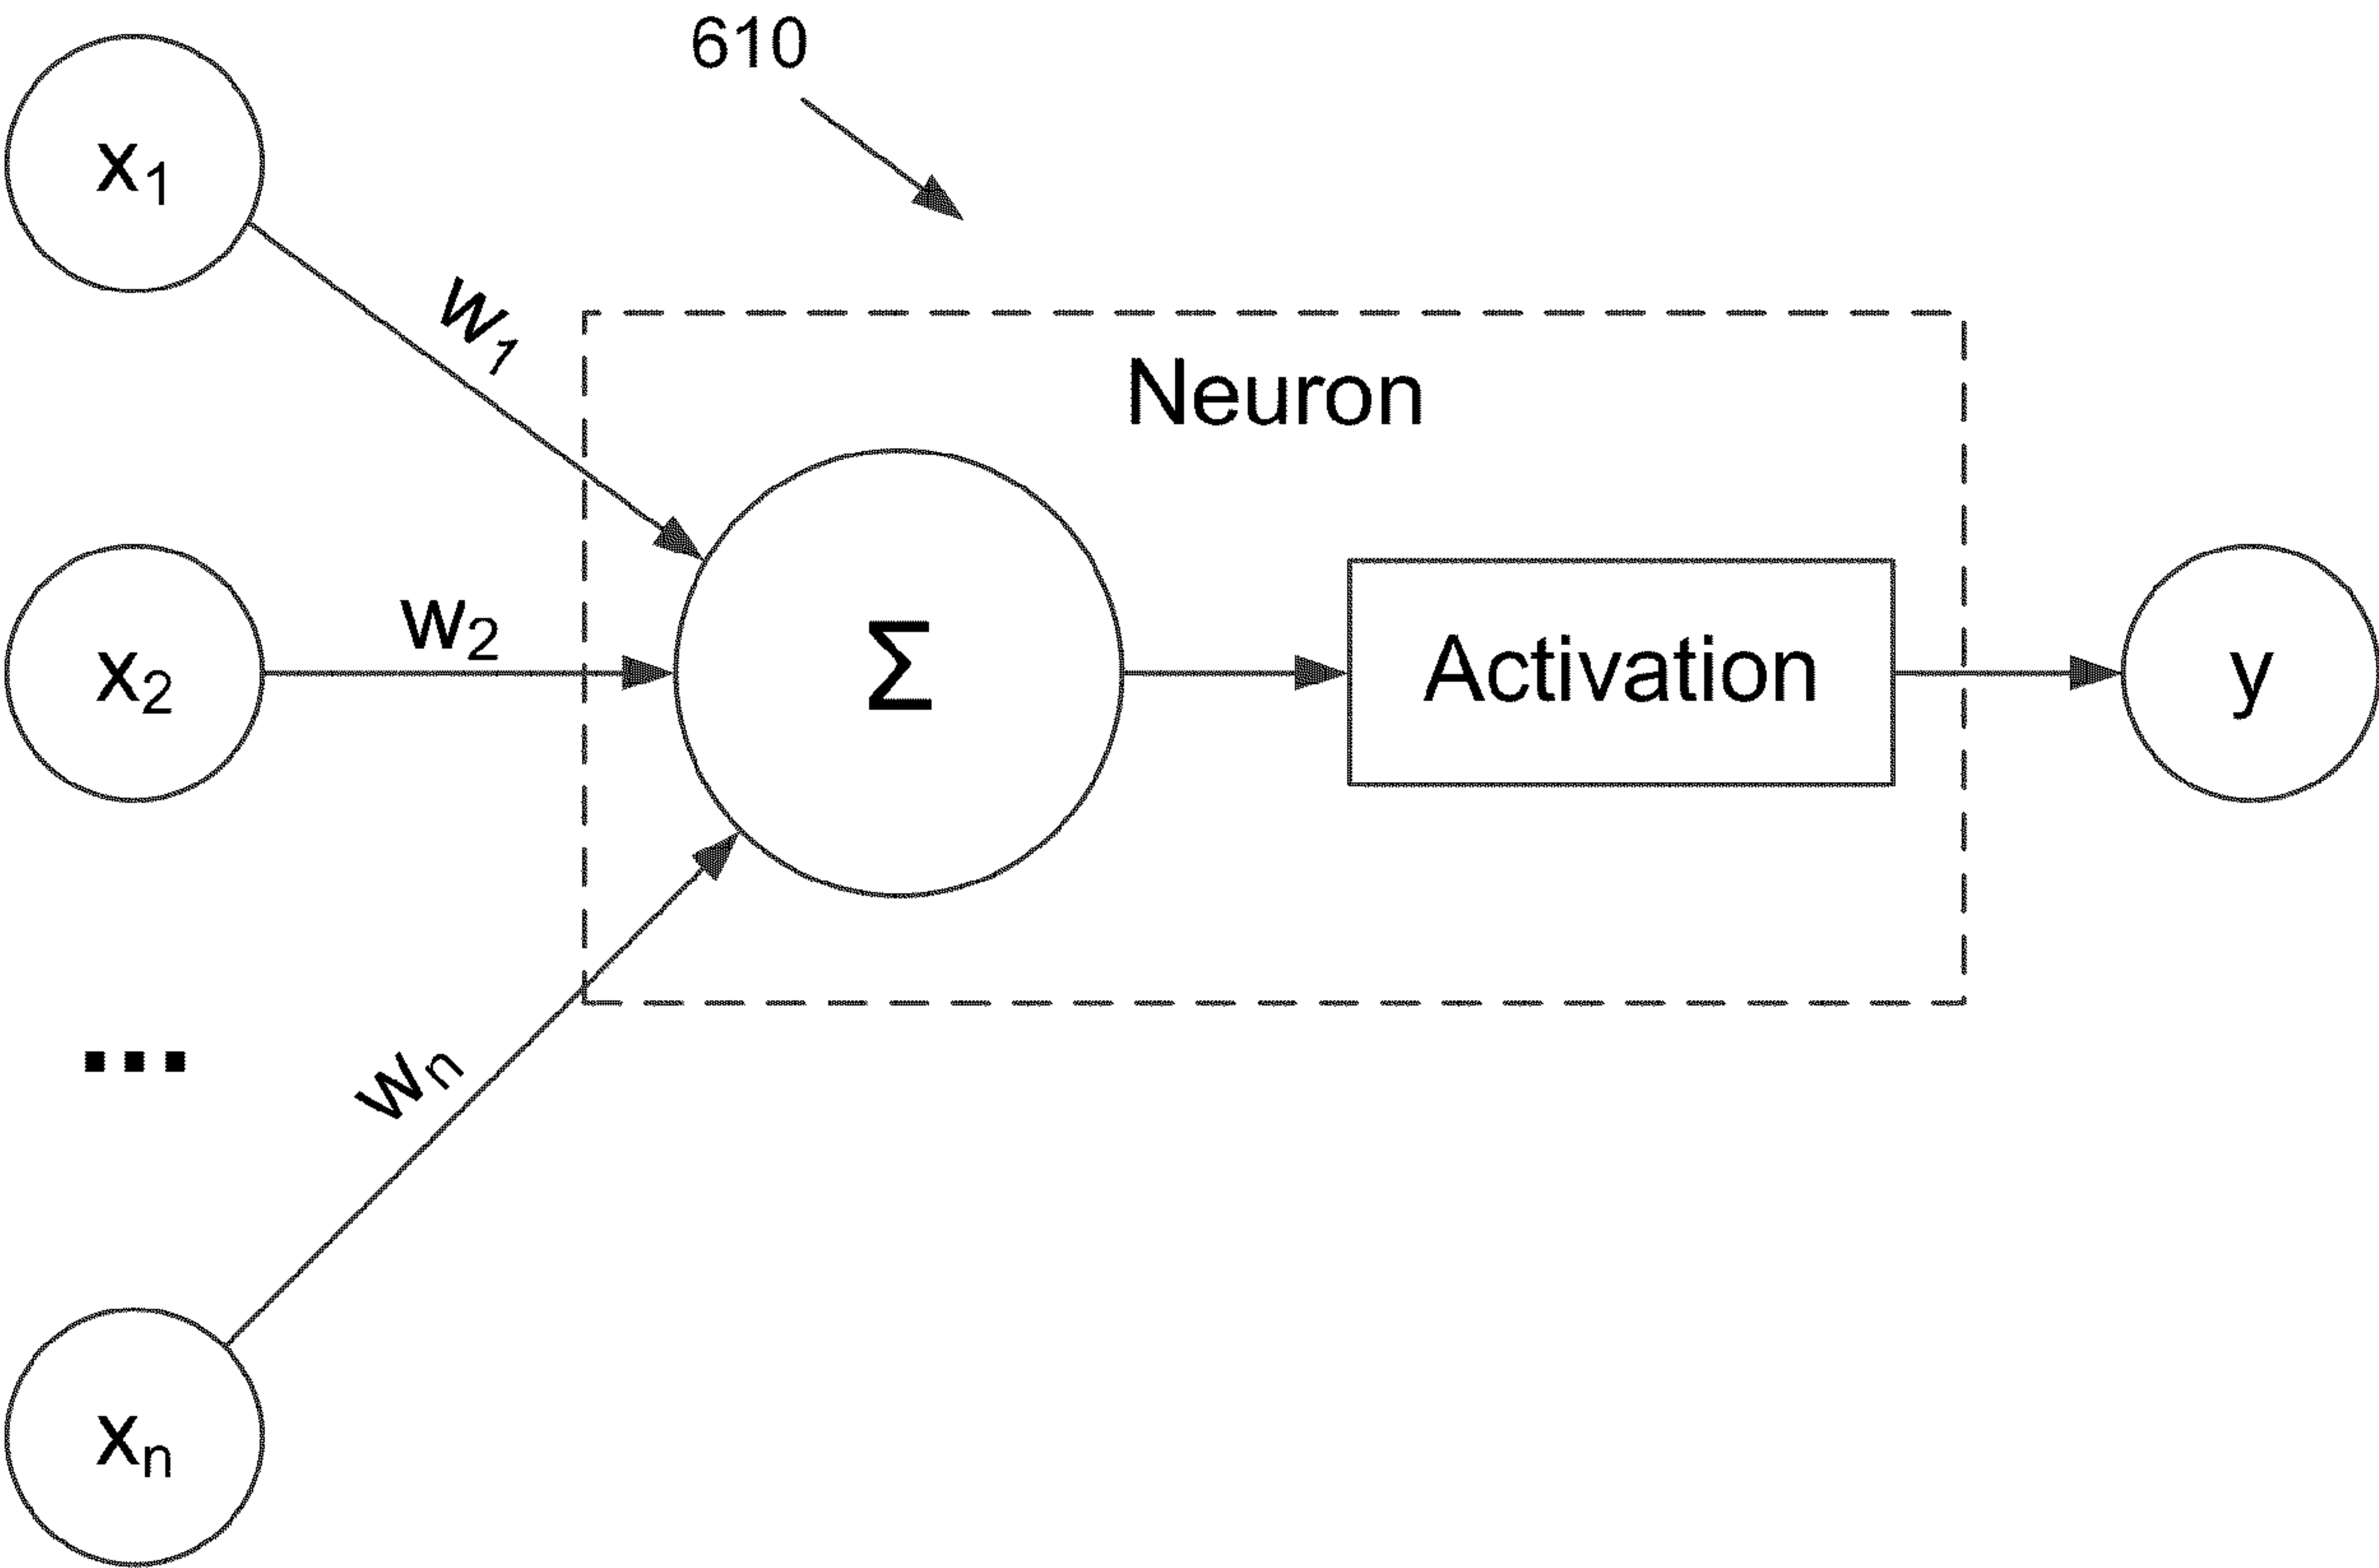 610
x₁
w₁
Neuron
x₂
w₂
Σ
Activation
y
...
wₙ
xₙ